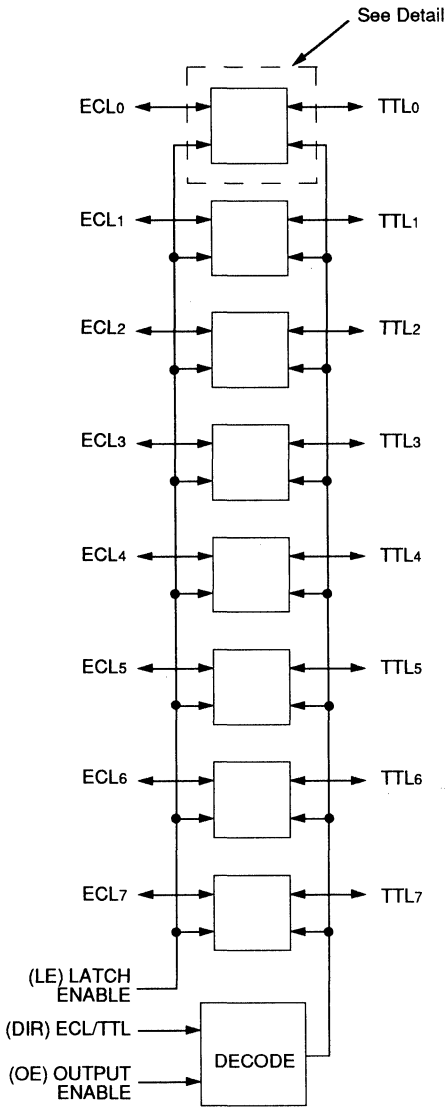 See Detail
ECL0 TTL0
ECL1 TTL1
ECL2 TTL2
ECL3 TTL3
ECL4 TTL4
ECL5 TTL5
ECL6 TTL6
ECL7 TTL7
(LE) LATCH
ENABLE
(DIR) ECL/TTL
DECODE
(OE) OUTPUT
ENABLE